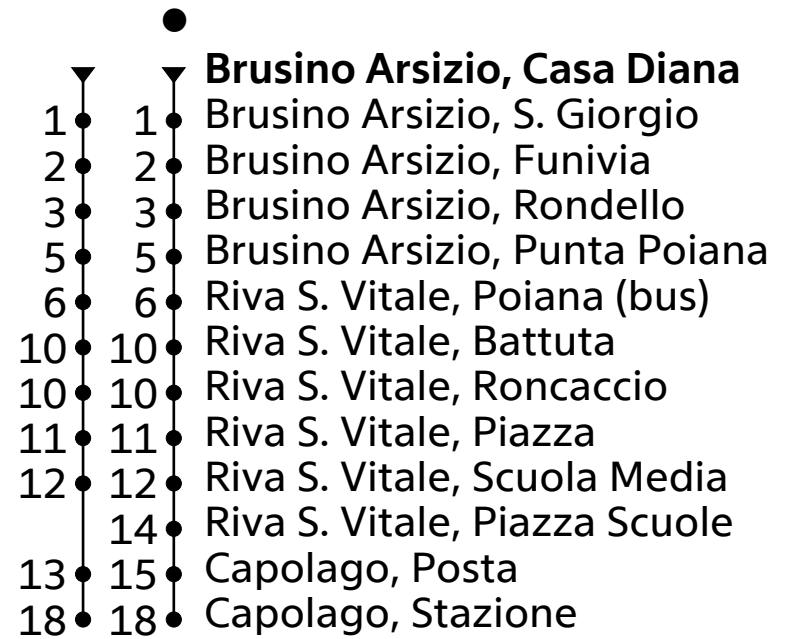 Brusino Arsizio, Casa Diana
1 1 Brusino Arsizio, S. Giorgio
2 2 Brusino Arsizio, Funivia
3 3 Brusino Arsizio, Rondello
5 5 Brusino Arsizio, Punta Poiana
6 6 Riva S. Vitale, Poiana (bus)
10 10 Riva S. Vitale, Battuta
10 10 Riva S. Vitale, Roncaccio
11 11 Riva S. Vitale, Piazza
12 12 Riva S. Vitale, Scuola Media
14 Riva S. Vitale, Piazza Scuole
13 15 Capolago, Posta
18 18 Capolago, Stazione